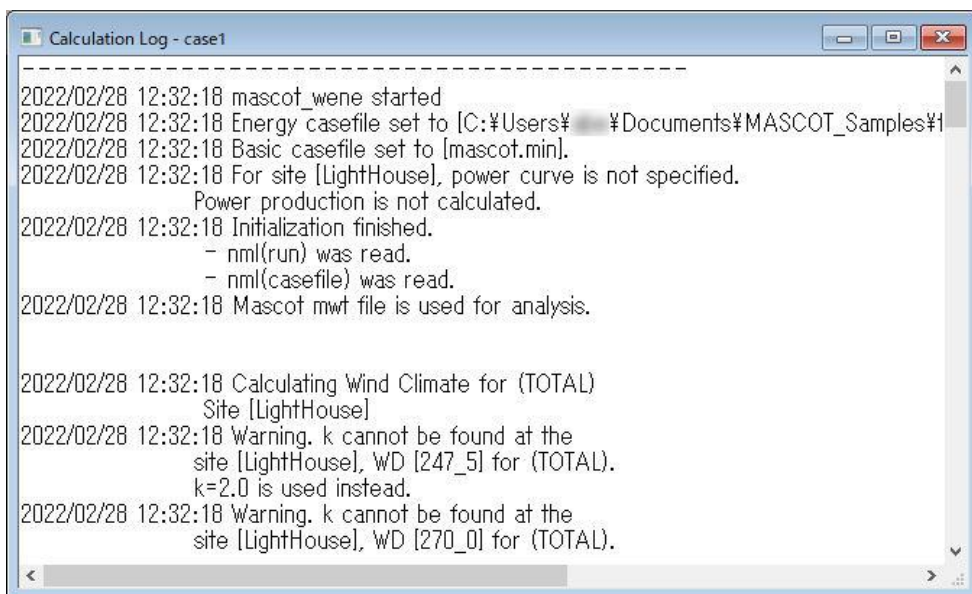 Calculation Log - case1
----------------------------------------------
2022/02/28 12:32:18 mascot_wene started
2022/02/28 12:32:18 Energy casefile set to [C:¥Users¥ ¥Documents¥MASCOT_Samples¥1
2022/02/28 12:32:18 Basic casefile set to [mascot.min].
2022/02/28 12:32:18 For site [LightHouse], power curve is not specified.
Power production is not calculated.
2022/02/28 12:32:18 Initialization finished.
- nml(run) was read.
- nml(casefile) was read.
2022/02/28 12:32:18 Mascot mwt file is used for analysis.
2022/02/28 12:32:18 Calculating Wind Climate for (TOTAL)
Site [LightHouse]
2022/02/28 12:32:18 Warning. k cannot be found at the
site [LightHouse], WD [247_5] for (TOTAL).
k=2.0 is used instead.
2022/02/28 12:32:18 Warning. k cannot be found at the
site [LightHouse], WD [270_0] for (TOTAL).